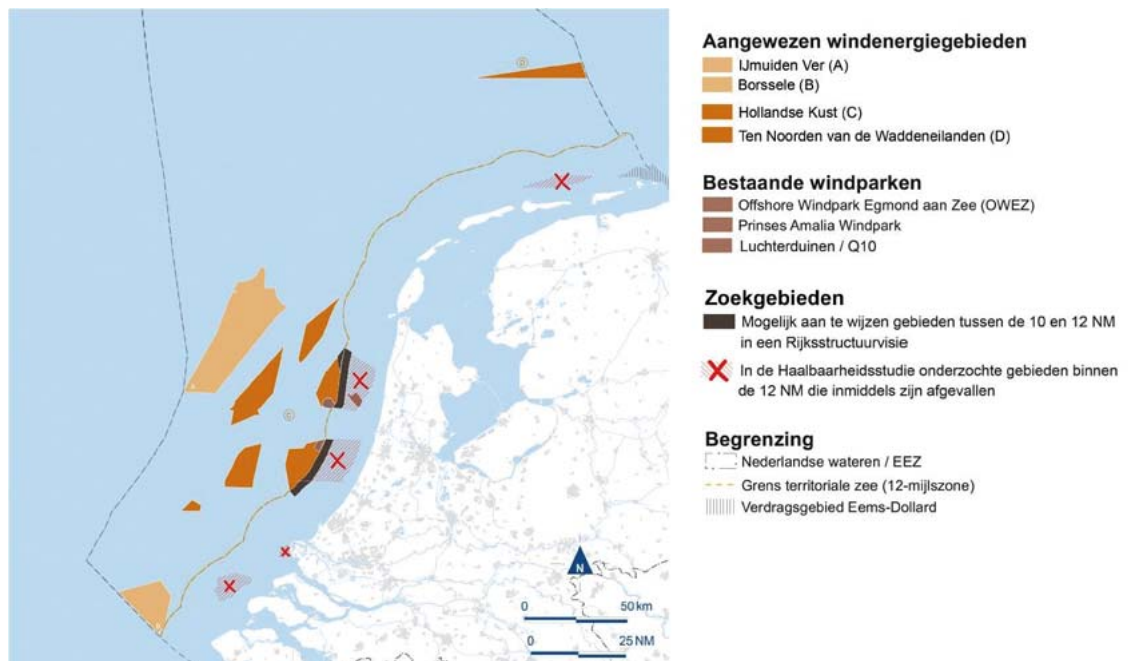 Aangewezen windenergiegebieden
IJmuiden Ver (A)
Borssele (B)
Hollandse Kust (C)
Ten Noorden van de Waddeneilanden (D)
Bestaande windparken
Offshore Windpark Egmond aan Zee (OWEZ)
Prinses Amalia Windpark
Luchterduinen / Q10
Zoekgebieden
Mogelijk aan te wijzen gebieden tussen de 10 en 12 NM
in een Rijksstructuurvisie
In de Haalbaarheidsstudie onderzochte gebieden binnen
de 12 NM die inmiddels zijn afgevallen
Begrenzing
Nederlandse wateren / EEZ
Grens territoriale zee (12-mijlszone)
Verdragsgebied Eems-Dollard
D
C
N
0 50 km
0 25 NM